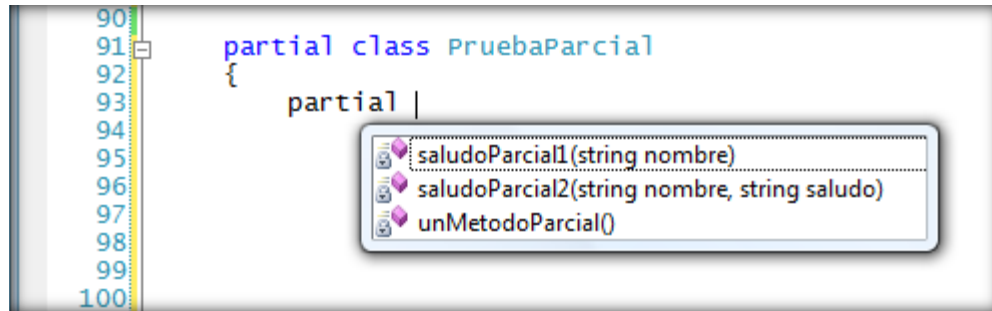 90
91 partial class PruebaParcial
92 {
93 partial
94
95 saludoParcial1(string nombre)
96 saludoParcial2(string nombre, string saludo)
97 unMetodoParcial()
98
99
100